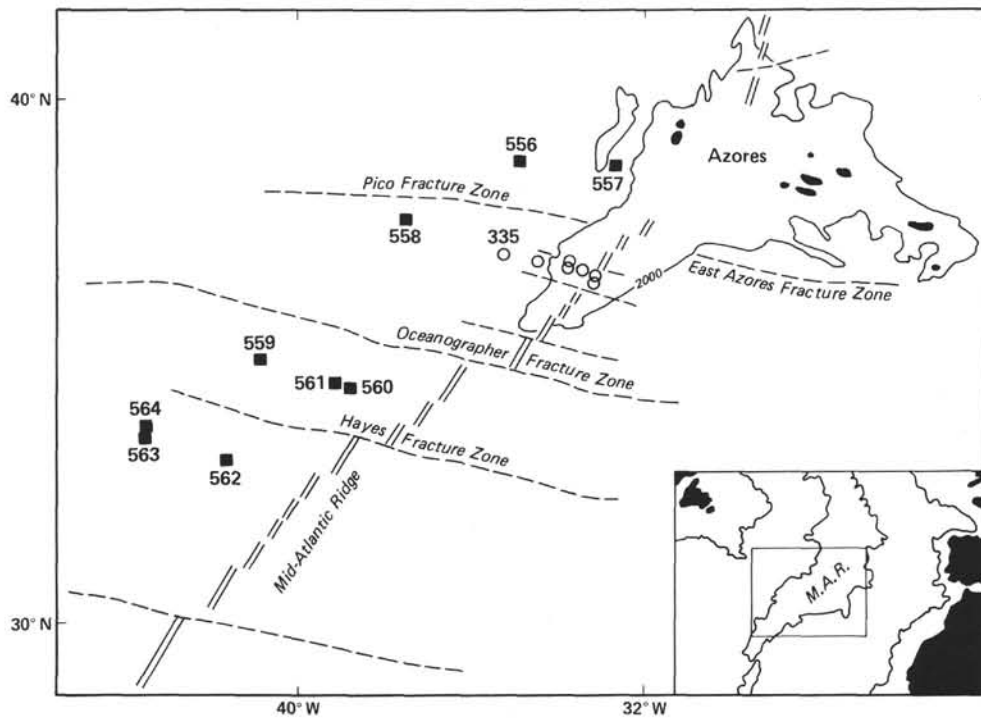 40° N
Azores
556
557
Pico Fracture Zone
558
335
2000
East Azores Fracture Zone
Oceanographer Fracture Zone
559
561
560
564
563
Hayes Fracture Zone
562
Mid-Atlantic Ridge
M.A.R.
30° N
40° W
32° W